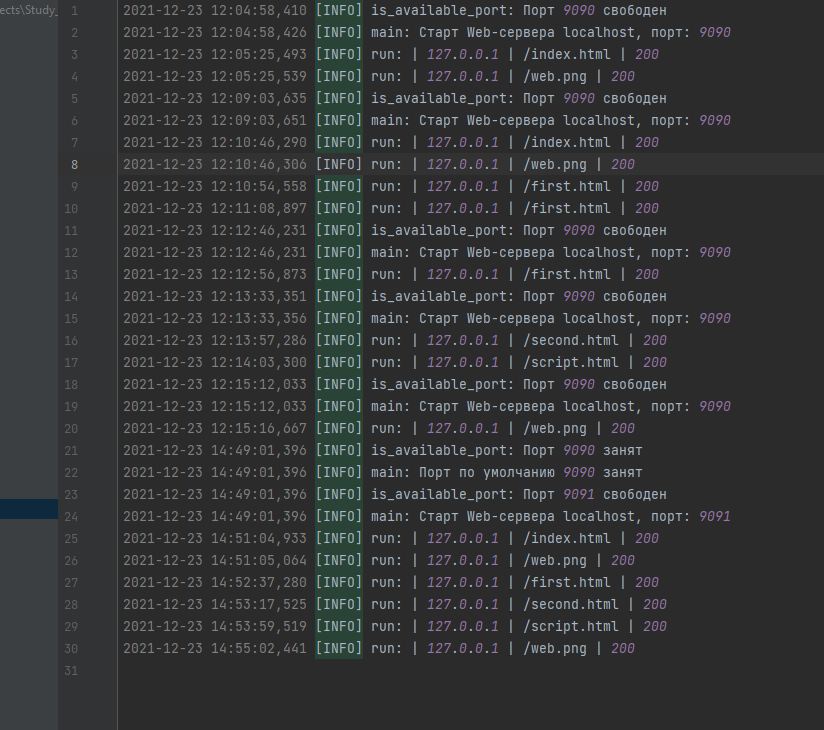 ects\Study_
1 2021-12-23 12:04:58,410 [INFO] is_available_port: Порт 9090 свободен
2 2021-12-23 12:04:58,426 [INFO] main: Старт Web-сервера localhost, порт: 9090
3 2021-12-23 12:05:25,493 [INFO] run: | 127.0.0.1 | /index.html | 200
4 2021-12-23 12:05:25,539 [INFO] run: | 127.0.0.1 | /web.png | 200
5 2021-12-23 12:09:03,635 [INFO] is_available_port: Порт 9090 свободен
6 2021-12-23 12:09:03,651 [INFO] main: Старт Web-сервера localhost, порт: 9090
7 2021-12-23 12:10:46,290 [INFO] run: | 127.0.0.1 | /index.html | 200
8 2021-12-23 12:10:46,306 [INFO] run: | 127.0.0.1 | /web.png | 200
9 2021-12-23 12:10:54,558 [INFO] run: | 127.0.0.1 | /first.html | 200
10 2021-12-23 12:11:08,897 [INFO] run: | 127.0.0.1 | /first.html | 200
11 2021-12-23 12:12:46,231 [INFO] is_available_port: Порт 9090 свободен
12 2021-12-23 12:12:46,231 [INFO] main: Старт Web-сервера localhost, порт: 9090
13 2021-12-23 12:12:56,873 [INFO] run: | 127.0.0.1 | /first.html | 200
14 2021-12-23 12:13:33,351 [INFO] is_available_port: Порт 9090 свободен
15 2021-12-23 12:13:33,356 [INFO] main: Старт Web-сервера localhost, порт: 9090
16 2021-12-23 12:13:57,286 [INFO] run: | 127.0.0.1 | /second.html | 200
17 2021-12-23 12:14:03,300 [INFO] run: | 127.0.0.1 | /script.html | 200
18 2021-12-23 12:15:12,033 [INFO] is_available_port: Порт 9090 свободен
19 2021-12-23 12:15:12,033 [INFO] main: Старт Web-сервера localhost, порт: 9090
20 2021-12-23 12:15:16,667 [INFO] run: | 127.0.0.1 | /web.png | 200
21 2021-12-23 14:49:01,396 [INFO] is_available_port: Порт 9090 занят
22 2021-12-23 14:49:01,396 [INFO] main: Порт по умолчанию 9090 занят
23 2021-12-23 14:49:01,396 [INFO] is_available_port: Порт 9091 свободен
24 2021-12-23 14:49:01,396 [INFO] main: Старт Web-сервера localhost, порт: 9091
25 2021-12-23 14:51:04,933 [INFO] run: | 127.0.0.1 | /index.html | 200
26 2021-12-23 14:51:05,064 [INFO] run: | 127.0.0.1 | /web.png | 200
27 2021-12-23 14:52:37,280 [INFO] run: | 127.0.0.1 | /first.html | 200
28 2021-12-23 14:53:17,525 [INFO] run: | 127.0.0.1 | /second.html | 200
29 2021-12-23 14:53:59,519 [INFO] run: | 127.0.0.1 | /script.html | 200
30 2021-12-23 14:55:02,441 [INFO] run: | 127.0.0.1 | /web.png | 200
31